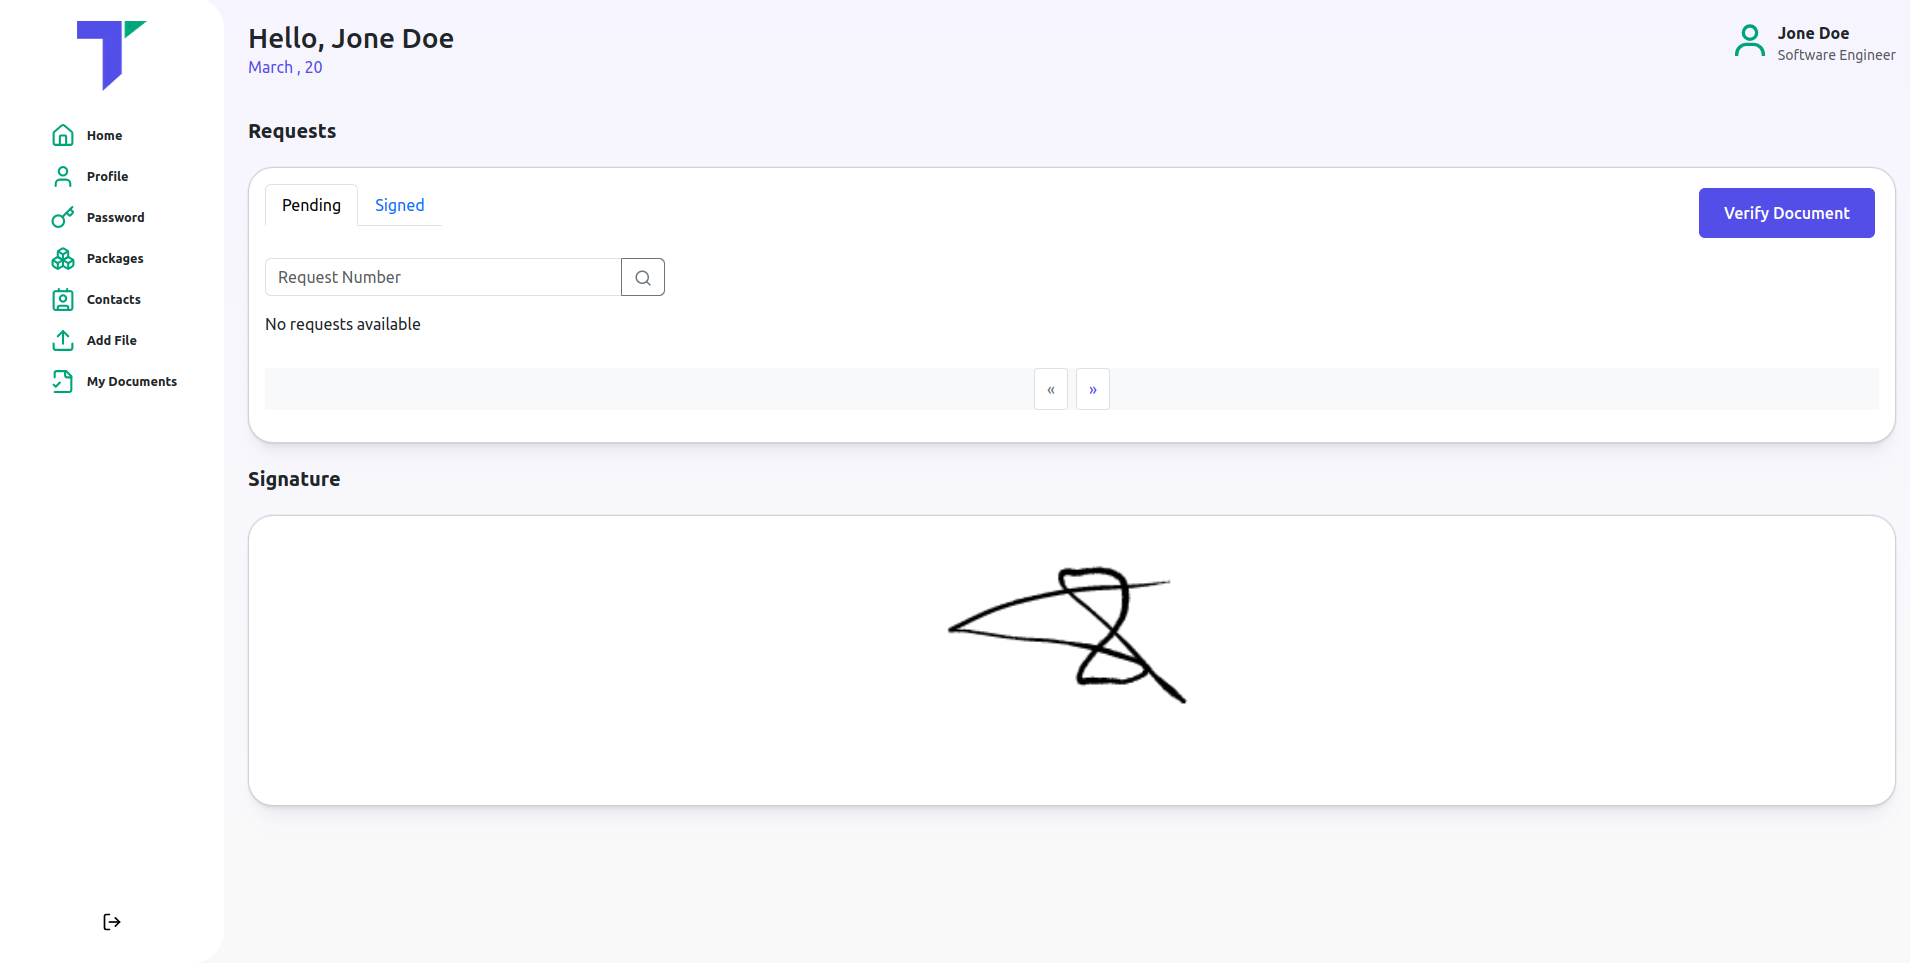 Hello, Jone Doe
March , 20
Jone Doe
Software Engineer
Home
Profile
Password
Packages
Contacts
Add File
My Documents
Requests
Pending
Signed
Verify Document
Request Number
No requests available
«
»
Signature